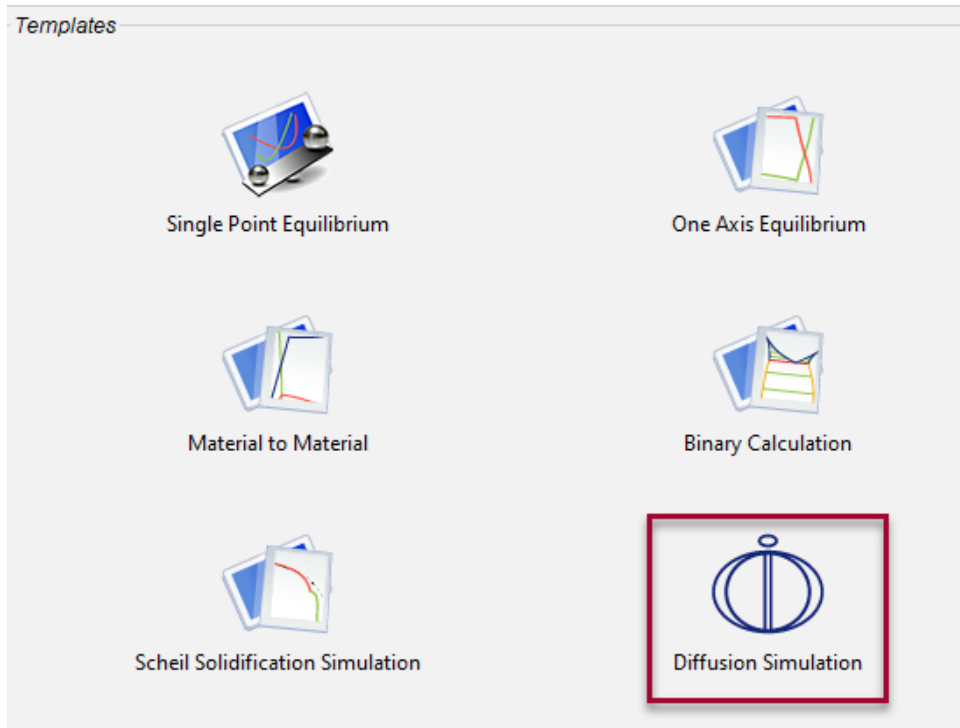 Templates
Single Point Equilibrium
One Axis Equilibrium
Material to Material
Binary Calculation
Scheil Solidification Simulation
Diffusion Simulation